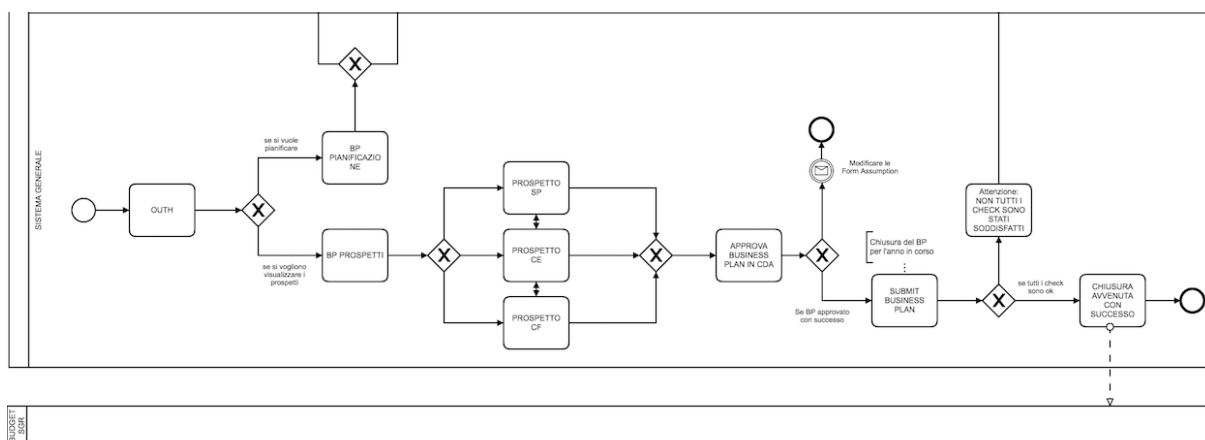 SISTEMA GENERALE
OUTH
se si vuole
pianificare
BP
PIANIFICAZIO
NE
se si vogliono
visualizzare i
prospetti
BP PROSPETTI
PROSPETTO
SP
PROSPETTO
CE
PROSPETTO
CF
APPROVA
BUSINESS
PLAN IN CDA
Modificare le
Form Assumption
Se BP approvato
con successo
Chiusura del BP
per l'anno in corso
SUBMIT
BUSINESS
PLAN
Attenzione:
NON TUTTI I
CHECK SONO
STATI
SODDISFATTI
se tutti i check
sono ok
CHIUSURA
AVVENUTA
CON
SUCCESSO
BUDGET
SGR